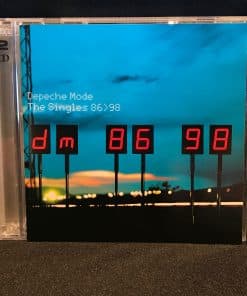 Depeche Mode
The Singles 86>98
dm 86 98